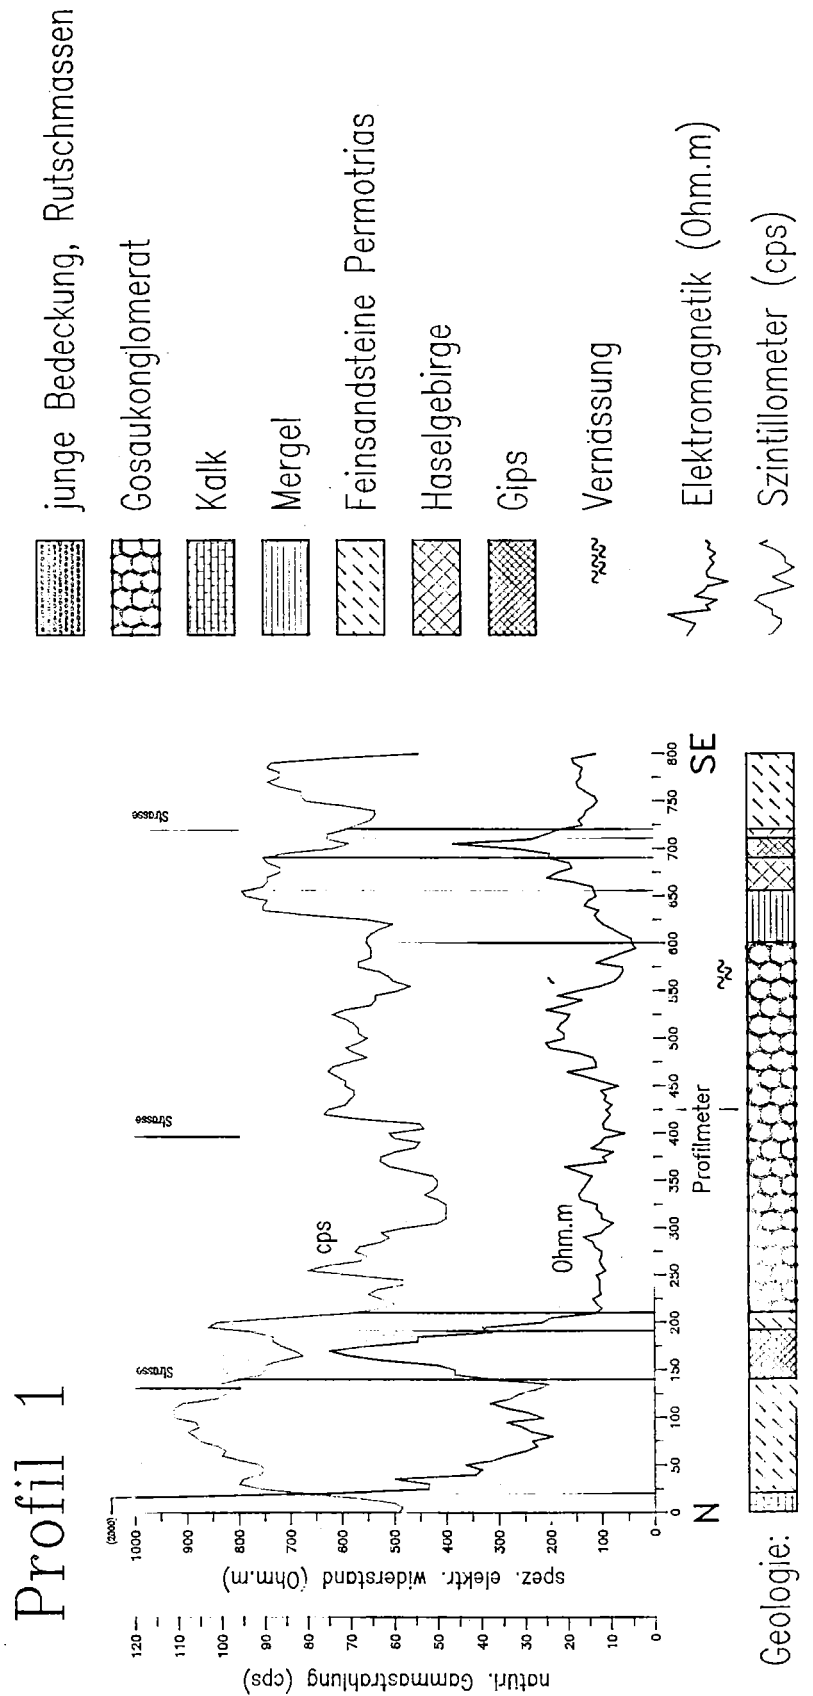 Profil 1
natürl. Gammastrahlung (cps)
120
110
100
90
80
70
60
50
40
30
20
10
0
spez. elektr. widerstand (Ohm.m)
(2000)
1000
900
800
700
600
500
400
300
200
100
0
Strasse
Strasse
Strasse
cps
Ohm.m
0
50
100
150
200
250
300
350
400
450
500
550
600
650
700
750
800
N
Profilmeter
SE
Geologie:
junge Bedeckung, Rutschmassen
Gosaukonglomerat
Kalk
Mergel
Feinsandsteine Permotrias
Haselgebirge
Gips
Vernässung
Elektromagnetik (Ohm.m)
Szintillometer (cps)